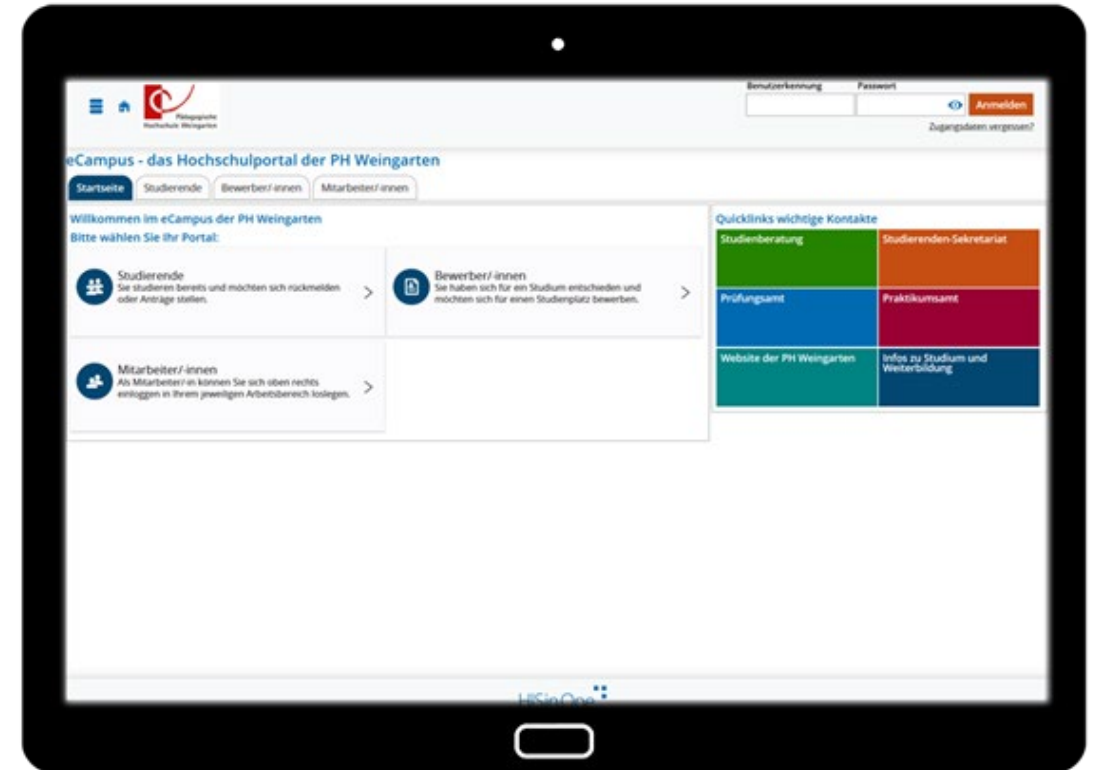 Benutzerkennung Passwort
Pädagogische
Hochschule Weingarten
Anmelden
Zugangsdaten vergessen?
eCampus - das Hochschulportal der PH Weingarten
Startseite Studierende Bewerber/-innen Mitarbeiter/-innen
Willkommen im eCampus der PH Weingarten
Bitte wählen Sie Ihr Portal:
Studierende
Sie studieren bereits und möchten sich rückmelden
oder Anträge stellen.
Bewerber/-innen
Sie haben sich für ein Studium entschieden und
möchten sich für einen Studienplatz bewerben.
Mitarbeiter/-innen
Als Mitarbeiter/-in können Sie sich oben rechts
einloggen in Ihrem jeweiligen Arbeitsbereich loslegen.
Quicklinks wichtige Kontakte
Studienberatung
Studierenden-Sekretariat
Prüfungsamt
Praktikumsamt
Website der PH Weingarten
Infos zu Studium und
Weiterbildung
HISinOne